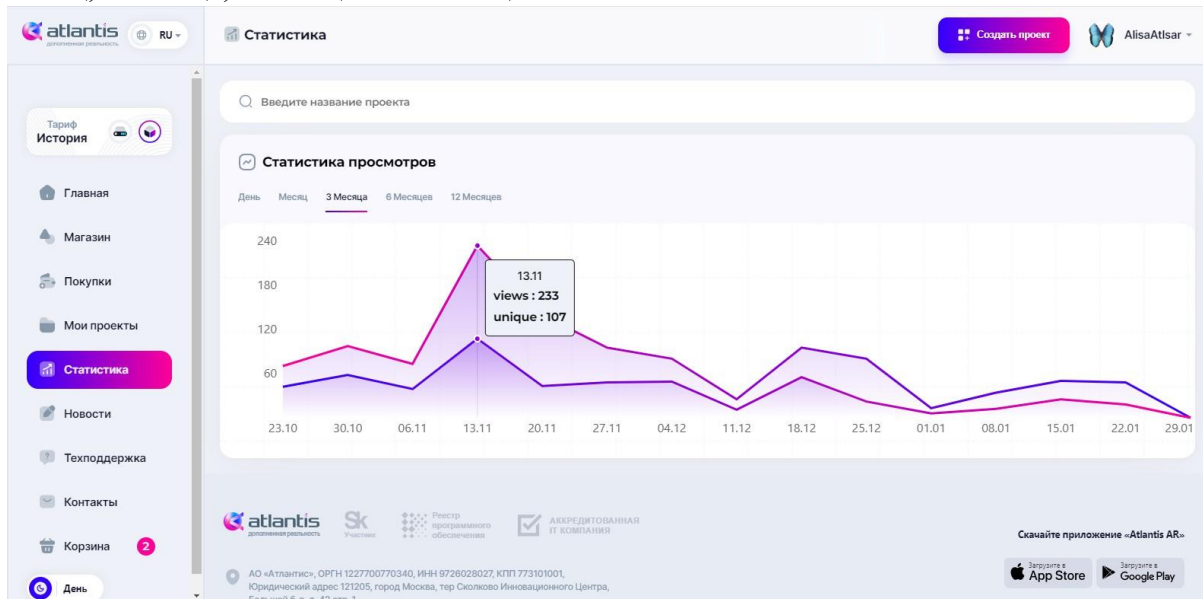 atlantis
дополненная реальность
RU
Статистика
Создать проект
AlisaAtlsar
Введите название проекта
Тариф
История
Статистика просмотров
День Месяц 3 Месяца 6 Месяцев 12 Месяцев
Главная
Магазин
Покупки
Мои проекты
Статистика
Новости
Техподдержка
Контакты
Корзина 2
День
240
180
120
60
13.11
views : 233
unique : 107
23.10 30.10 06.11 13.11 20.11 27.11 04.12 11.12 18.12 25.12 01.01 08.01 15.01 22.01 29.01
atlantis
дополненная реальность
Sk
Участник
Реестр
программного
обеспечения
АККРЕДИТОВАННАЯ
IT КОМПАНИЯ
Скачайте приложение «Atlantis AR»
Загрузите в
App Store
Загрузите в
Google Play
АО «Атлантис», ОРГН 1227700770340, ИНН 9726028027, КПП 773101001,
Юридический адрес 121205, город Москва, тер Сколково Инновационного Центра,